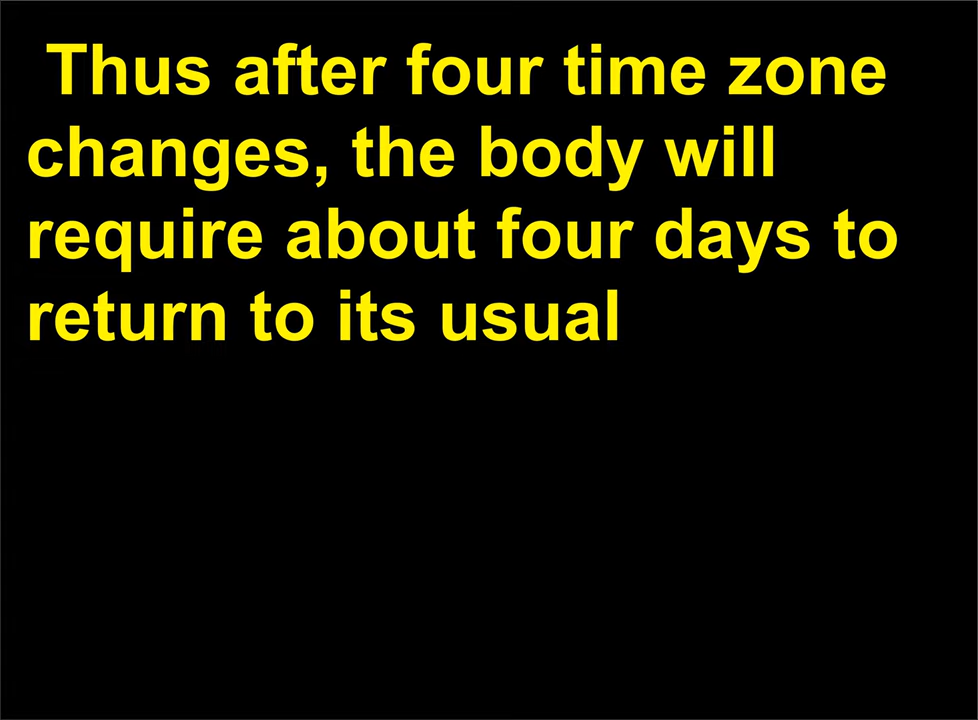 Thus after four time zone
changes, the body will
require about four days to
return to its usual